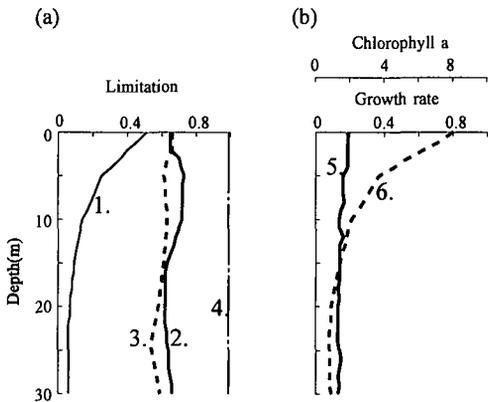 (a)
(b)
Chlorophyll a
0 4 8
Limitation
Growth rate
0 0.4 0.8
0 0.4 0.8
0
10
20
30
Depth(m)
1.
2.
3.
4.
5.
6.